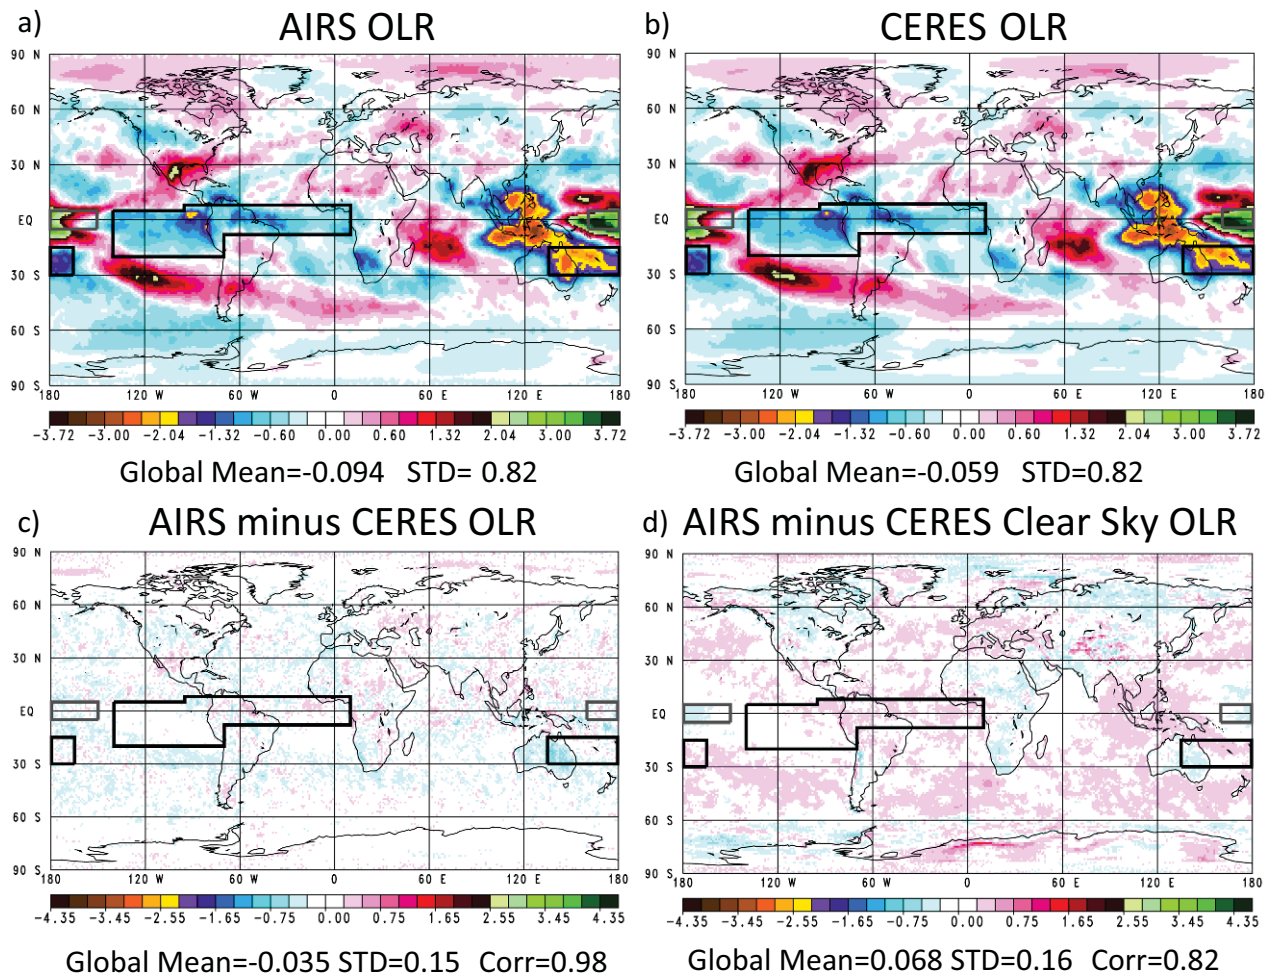 a) AIRS OLR
b) CERES OLR
90 N
60 N
30 N
EQ
30 S
60 S
90 S
180 120 W 60 W 0 60 E 120 E 180
-3.72 -3.00 -2.04 -1.32 -0.60 0.00 0.60 1.32 2.04 3.00 3.72
Global Mean=-0.094 STD= 0.82
90 N
60 N
30 N
EQ
30 S
60 S
90 S
180 120 W 60 W 0 60 E 120 E 180
-3.72 -3.00 -2.04 -1.32 -0.60 0.00 0.60 1.32 2.04 3.00 3.72
Global Mean=-0.059 STD=0.82
c) AIRS minus CERES OLR
d) AIRS minus CERES Clear Sky OLR
90 N
60 N
30 N
EQ
30 S
60 S
90 S
180 120 W 60 W 0 60 E 120 E 180
-4.35 -3.45 -2.55 -1.65 -0.75 0.00 0.75 1.65 2.55 3.45 4.35
Global Mean=-0.035 STD=0.15 Corr=0.98
90 N
60 N
30 N
EQ
30 S
60 S
90 S
180 120 W 60 W 0 60 E 120 E 180
-4.35 -3.45 -2.55 -1.65 -0.75 0.00 0.75 1.65 2.55 3.45 4.35
Global Mean=0.068 STD=0.16 Corr=0.82